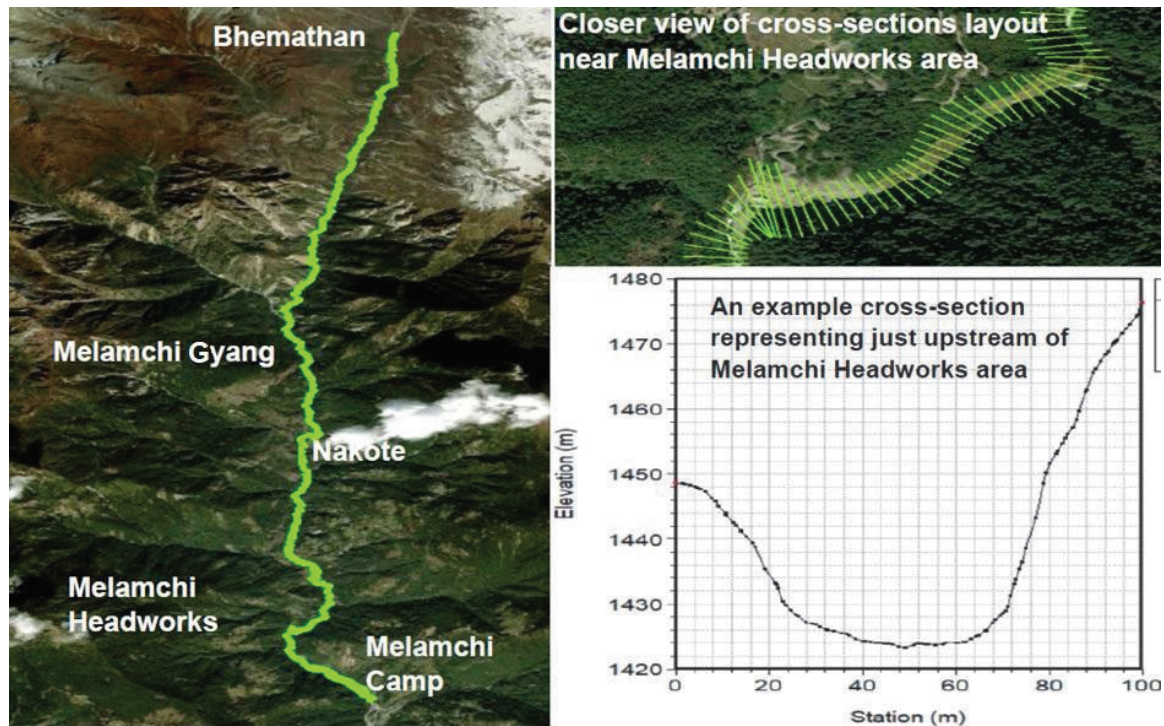 Bhemathan
Melamchi Gyang
Nakote
Melamchi
Headworks
Melamchi
Camp
Closer view of cross-sections layout
near Melamchi Headworks area
An example cross-section
representing just upstream of
Melamchi Headworks area
Elevation (m)
1480
1470
1460
1450
1440
1430
1420
0 20 40 60 80 100
Station (m)